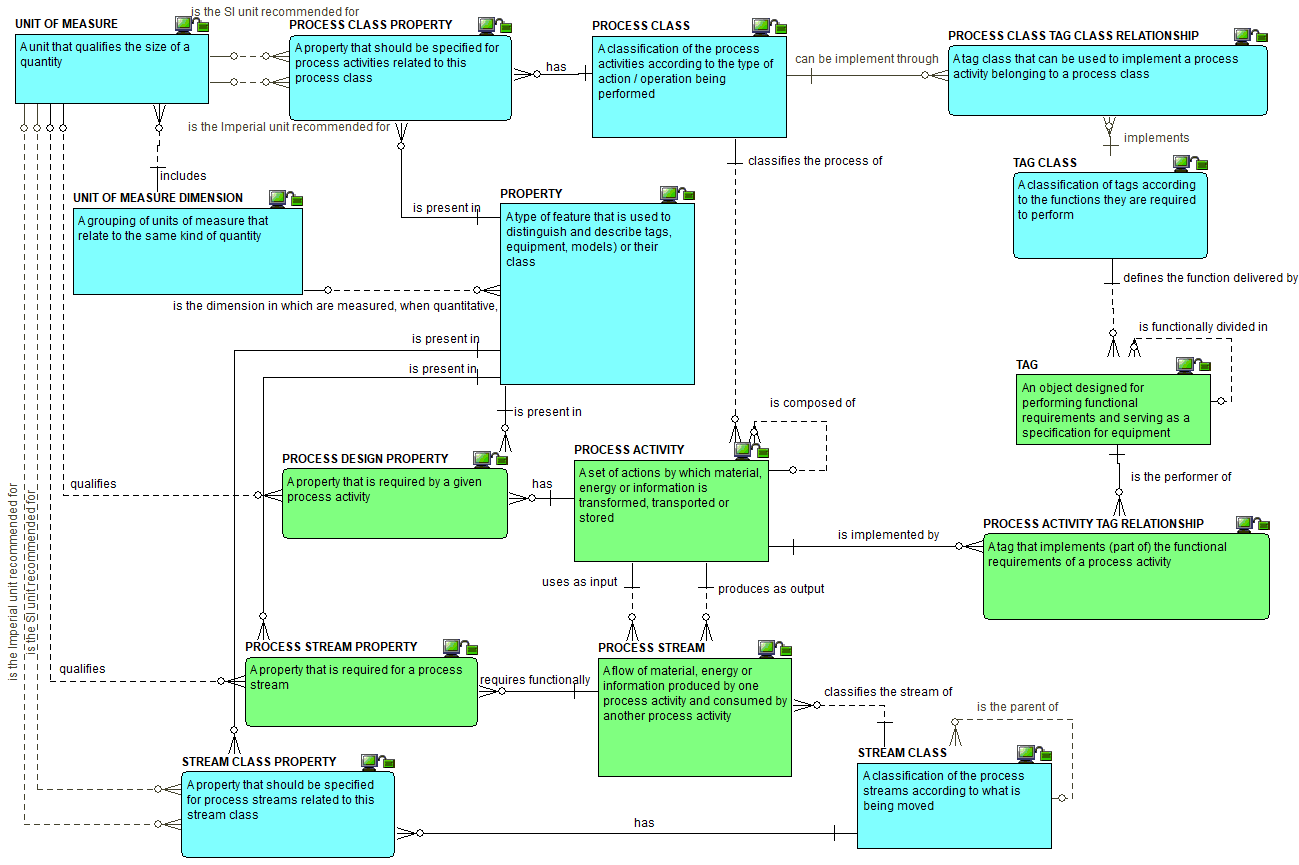 is the SI unit recommended for
UNIT OF MEASURE
A unit that qualifies the size of a
quantity
PROCESS CLASS PROPERTY
A property that should be specified for
process activities related to this
process class
has
PROCESS CLASS
A classification of the process
activities according to the type of
action / operation being
performed
can be implement through
PROCESS CLASS TAG CLASS RELATIONSHIP
A tag class that can be used to implement a process
activity belonging to a process class
is the Imperial unit recommended for
implements
includes
classifies the process of
TAG CLASS
A classification of tags according
to the functions they are required
to perform
UNIT OF MEASURE DIMENSION
A grouping of units of measure that
relate to the same kind of quantity
is present in
PROPERTY
A type of feature that is used to
distinguish and describe tags,
equipment, models) or their
class
defines the function delivered by
is the dimension in which are measured, when quantitative,
is functionally divided in
is present in
is present in
TAG
An object designed for
performing functional
requirements and serving as a
specification for equipment
is present in
is composed of
PROCESS DESIGN PROPERTY
A property that is required by a given
process activity
qualifies
has
PROCESS ACTIVITY
A set of actions by which material,
energy or information is
transformed, transported or
stored
is the performer of
is implemented by
PROCESS ACTIVITY TAG RELATIONSHIP
A tag that implements (part of) the functional
requirements of a process activity
is the Imperial unit recommended for
is the SI unit recommended for
uses as input
produces as output
PROCESS STREAM PROPERTY
A property that is required for a process
stream
qualifies
requires functionally
PROCESS STREAM
A flow of material, energy or
information produced by one
process activity and consumed by
another process activity
classifies the stream of
is the parent of
STREAM CLASS PROPERTY
A property that should be specified
for process streams related to this
stream class
has
STREAM CLASS
A classification of the process
streams according to what is
being moved